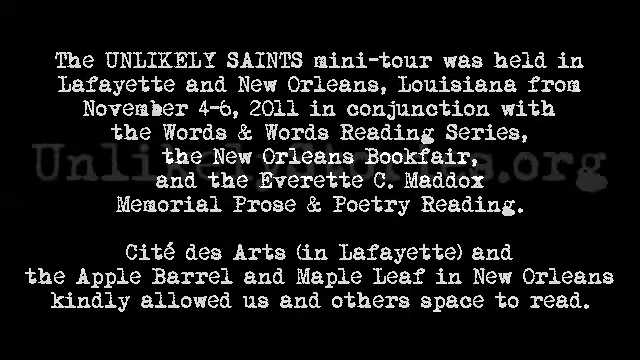 The UNLIKELY SAINTS mini-tour was held in
Lafayette and New Orleans, Louisiana from
November 4-6, 2011 in conjunction with
the Words & Words Reading Series,
the New Orleans Bookfair,
and the Everette C. Maddox
Memorial Prose & Poetry Reading.
Cité des Arts (in Lafayette) and
the Apple Barrel and Maple Leaf in New Orleans
kindly allowed us and others space to read.